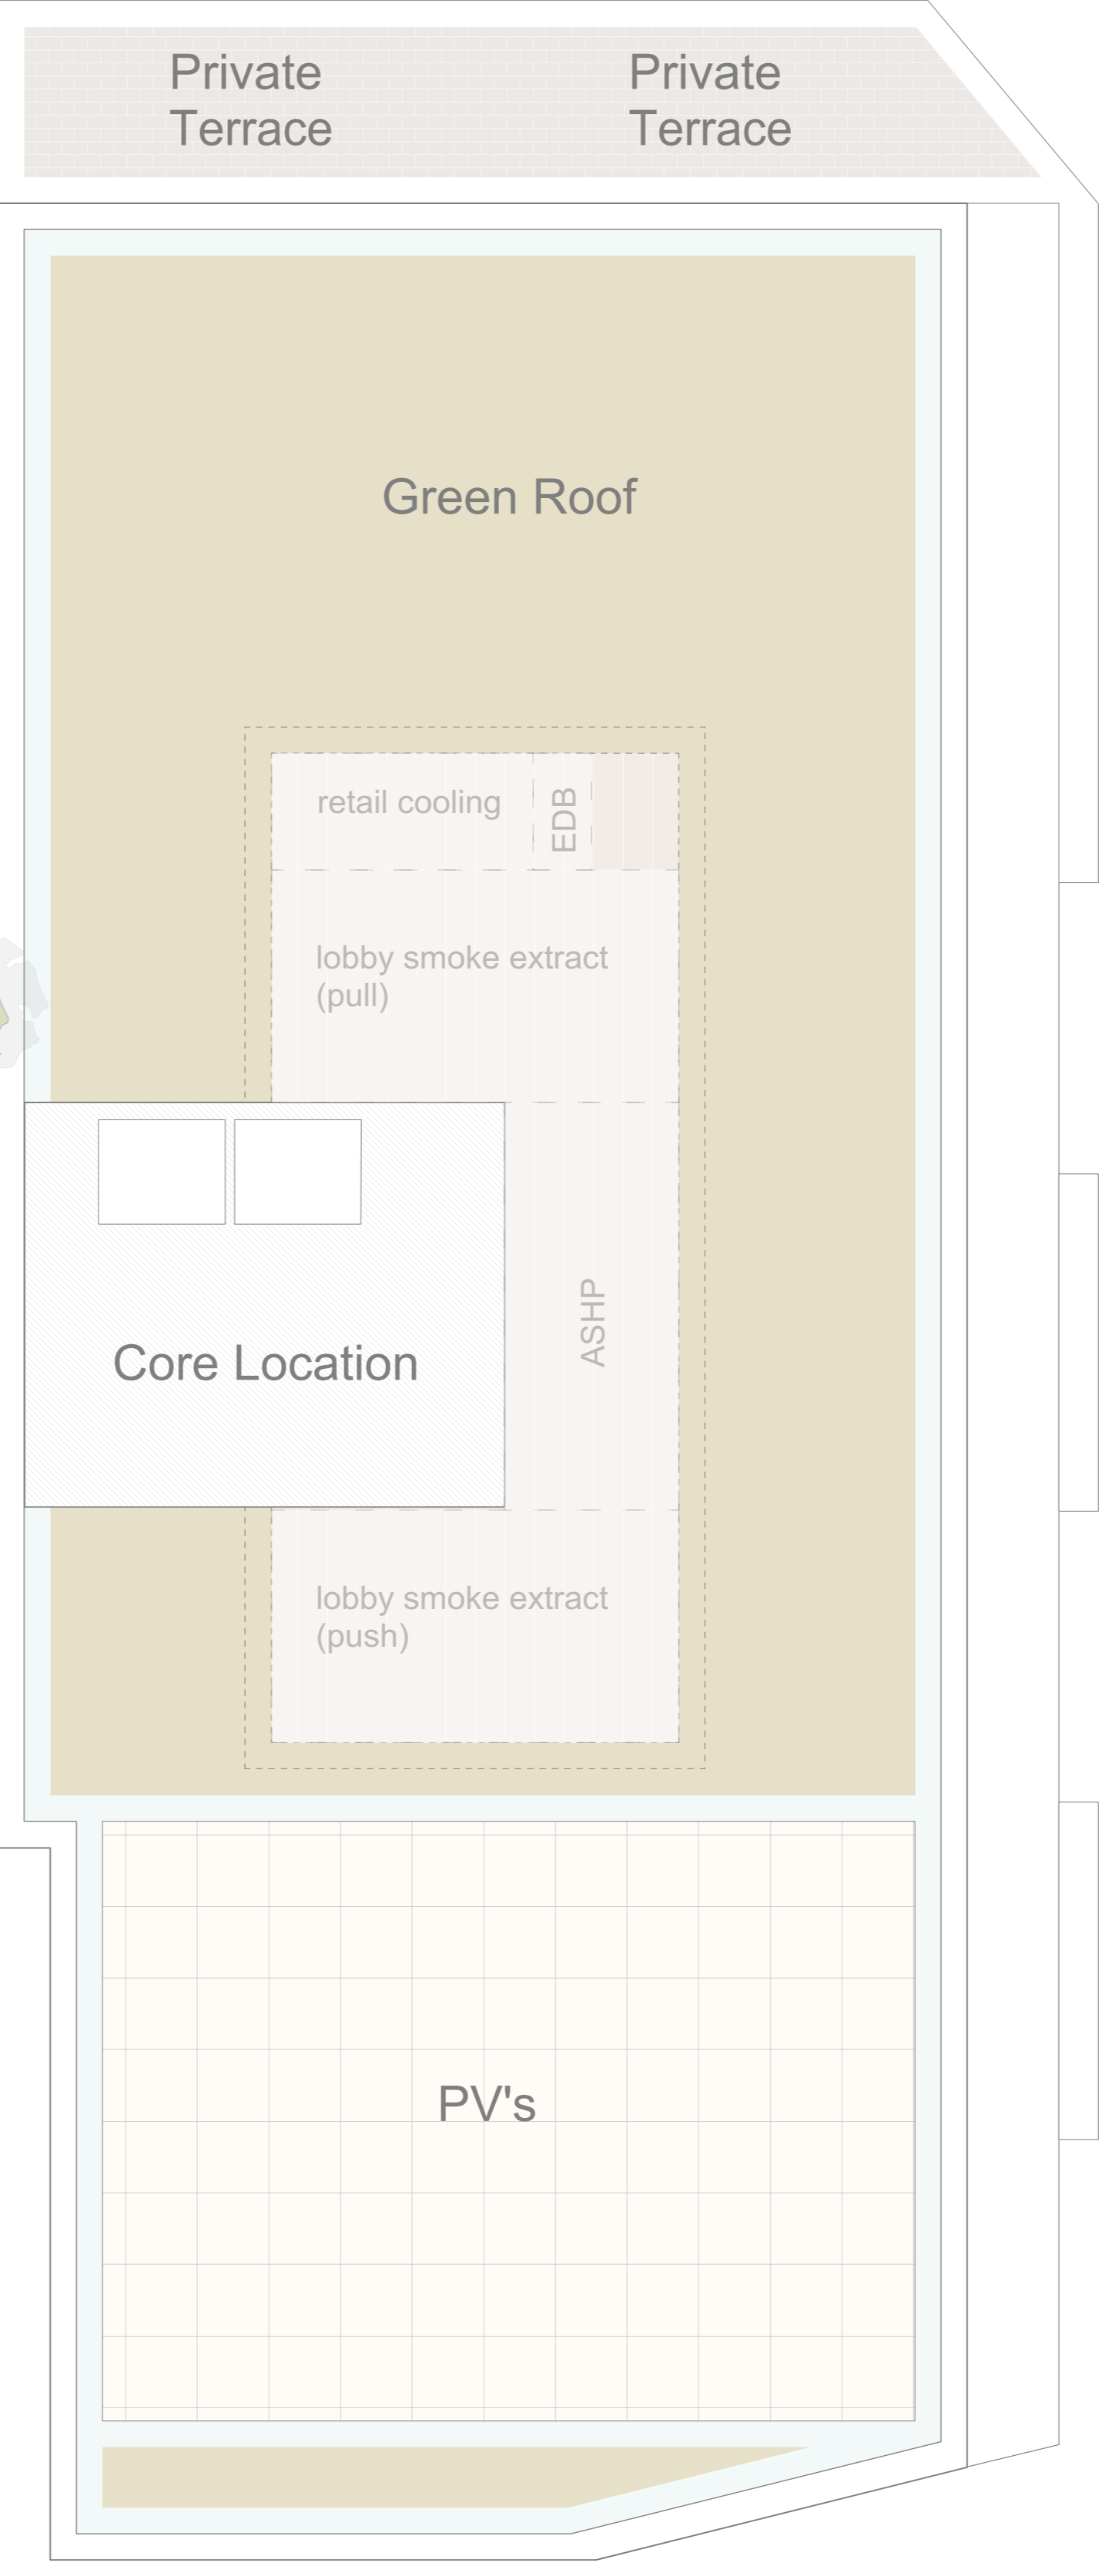 Private
Terrace
Private
Terrace
Green Roof
retail cooling
EDB
lobby smoke extract
(pull)
ASHP
Core Location
lobby smoke extract
(push)
PV's